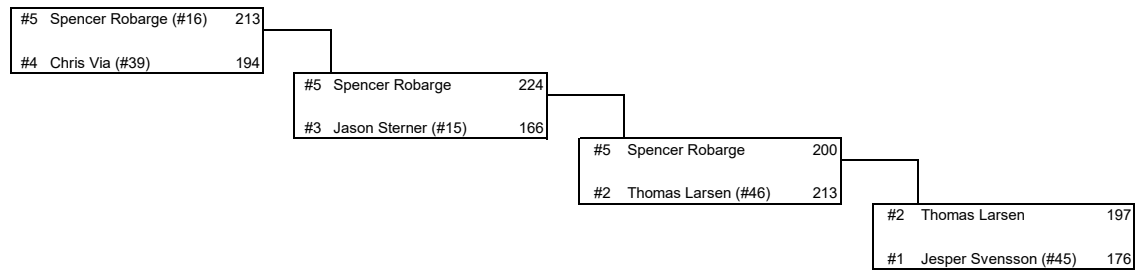 #5 Spencer Robarge (#16) 213
#4 Chris Via (#39) 194
#5 Spencer Robarge 224
#3 Jason Sterner (#15) 166
#5 Spencer Robarge 200
#2 Thomas Larsen (#46) 213
#2 Thomas Larsen 197
#1 Jesper Svensson (#45) 176